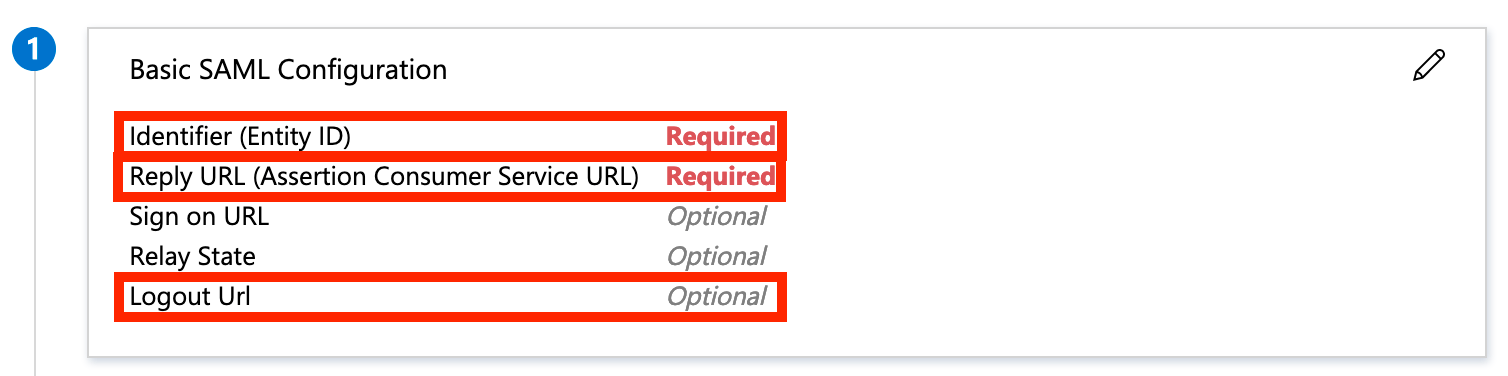 1
Basic SAML Configuration
Identifier (Entity ID) Required
Reply URL (Assertion Consumer Service URL) Required
Sign on URL Optional
Relay State Optional
Logout Url Optional